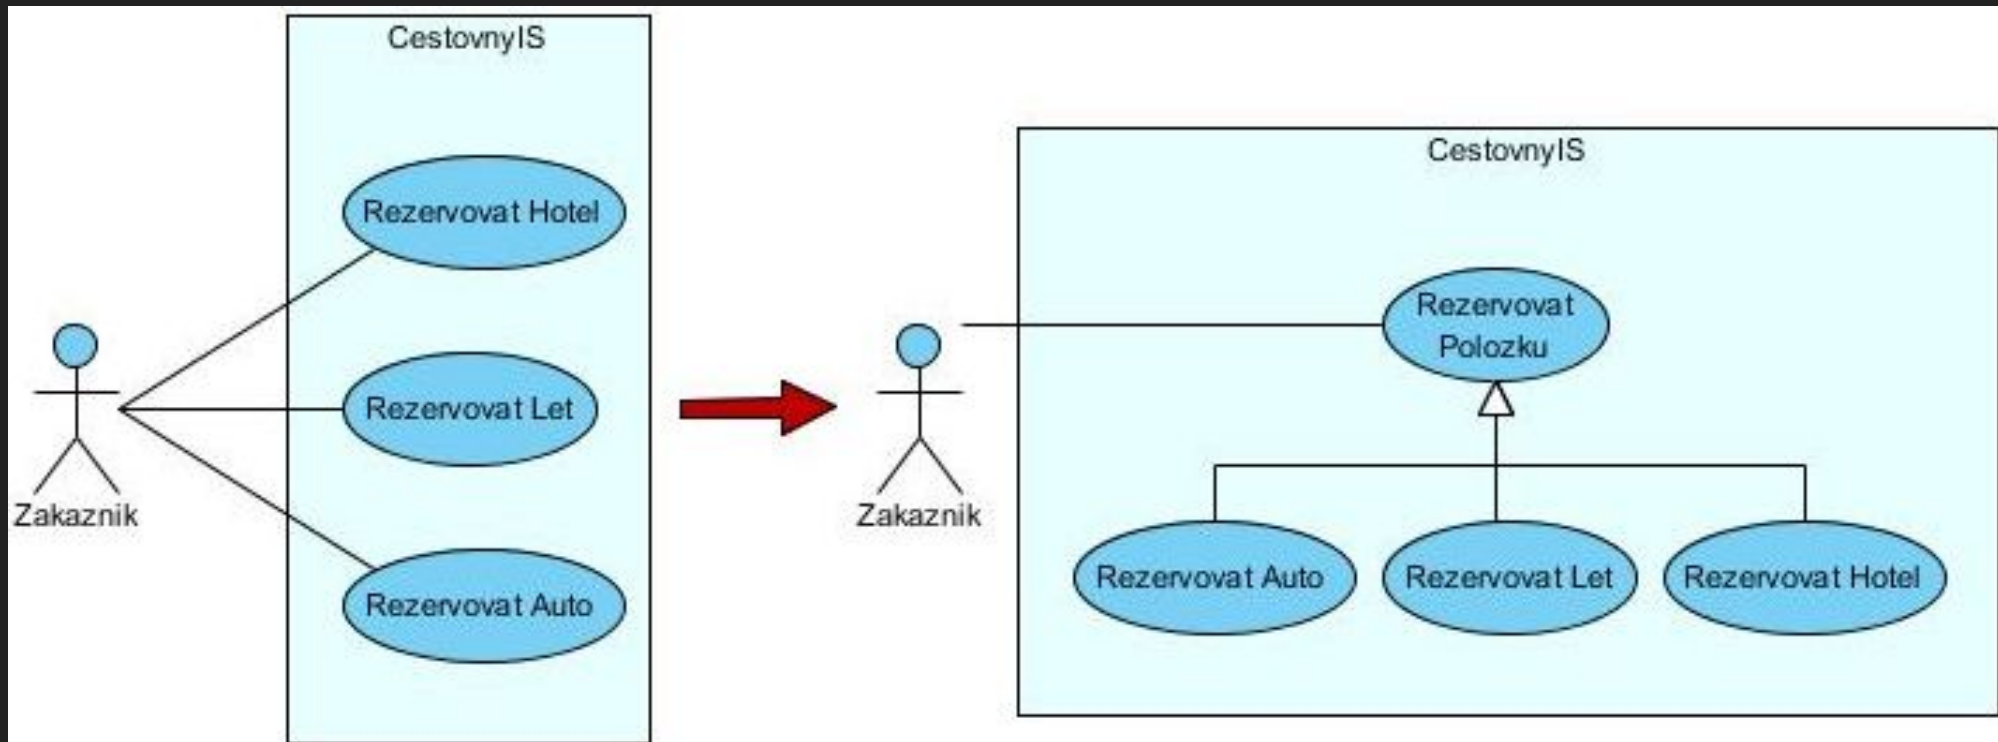 CestovnyIS
Rezervovat Hotel
Rezervovat Let
Rezervovat Auto
Zakaznik
CestovnyIS
Rezervovat
Polozku
Zakaznik
Rezervovat Auto
Rezervovat Let
Rezervovat Hotel